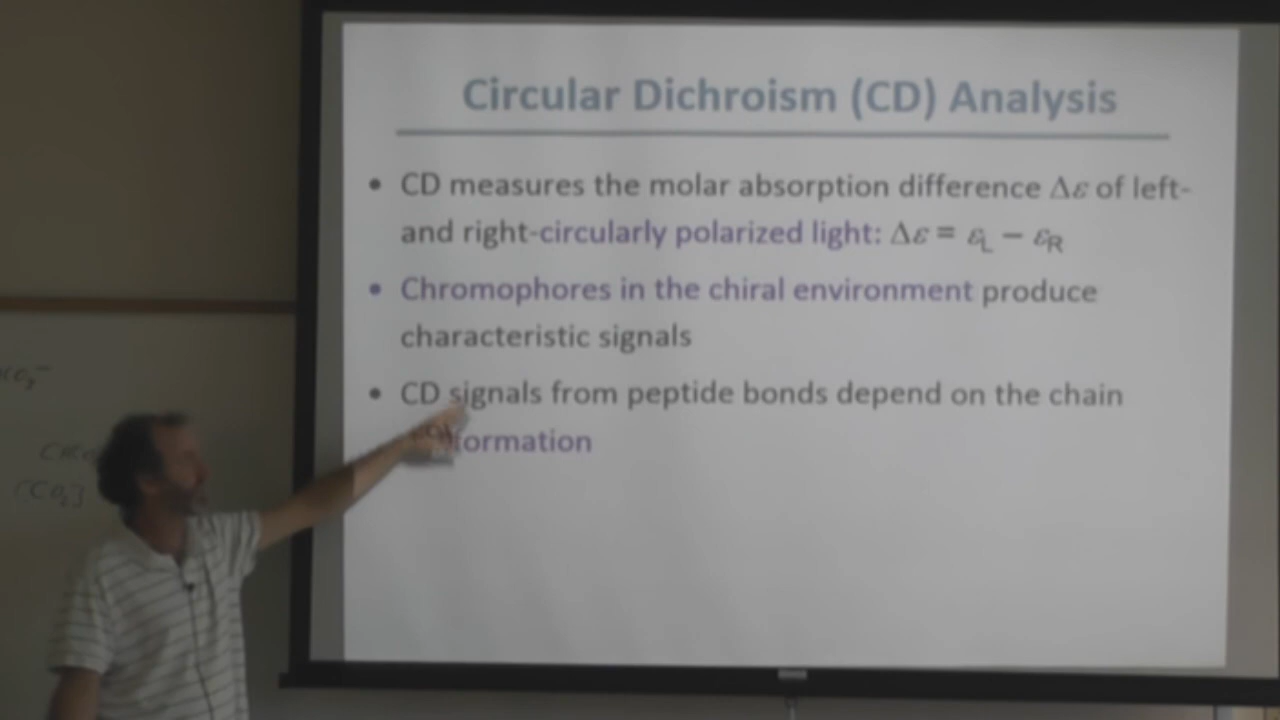 Circular Dichroism (CD) Analysis
• CD measures the molar absorption difference Δε of left-
and right-circularly polarized light: Δε = εL – εR
• Chromophores in the chiral environment produce
characteristic signals
• CD signals from peptide bonds depend on the chain
[CO2]